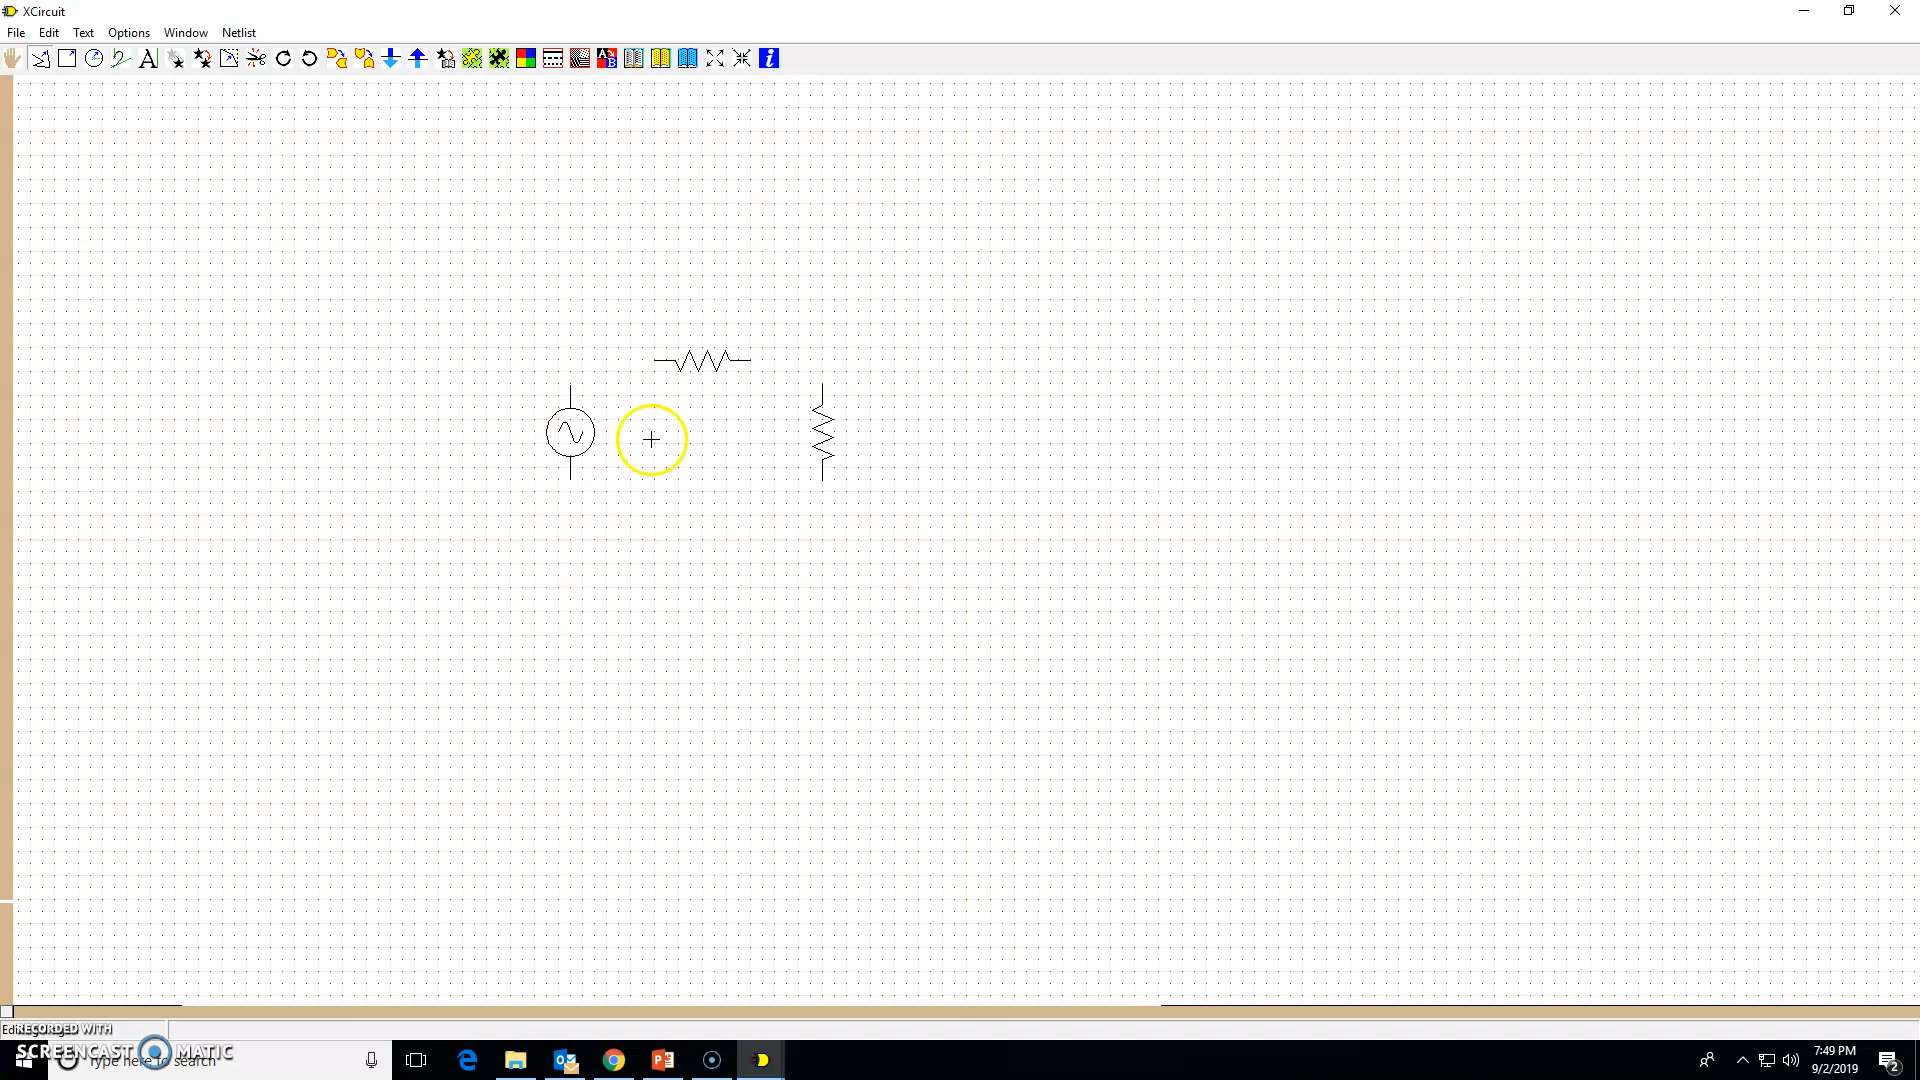 XCircuit
File Edit Text Options Window Netlist
A
A
B
i
RECORDED WITH
SCREENCAST MATIC
Type here to search
7:49 PM
9/2/2019
2